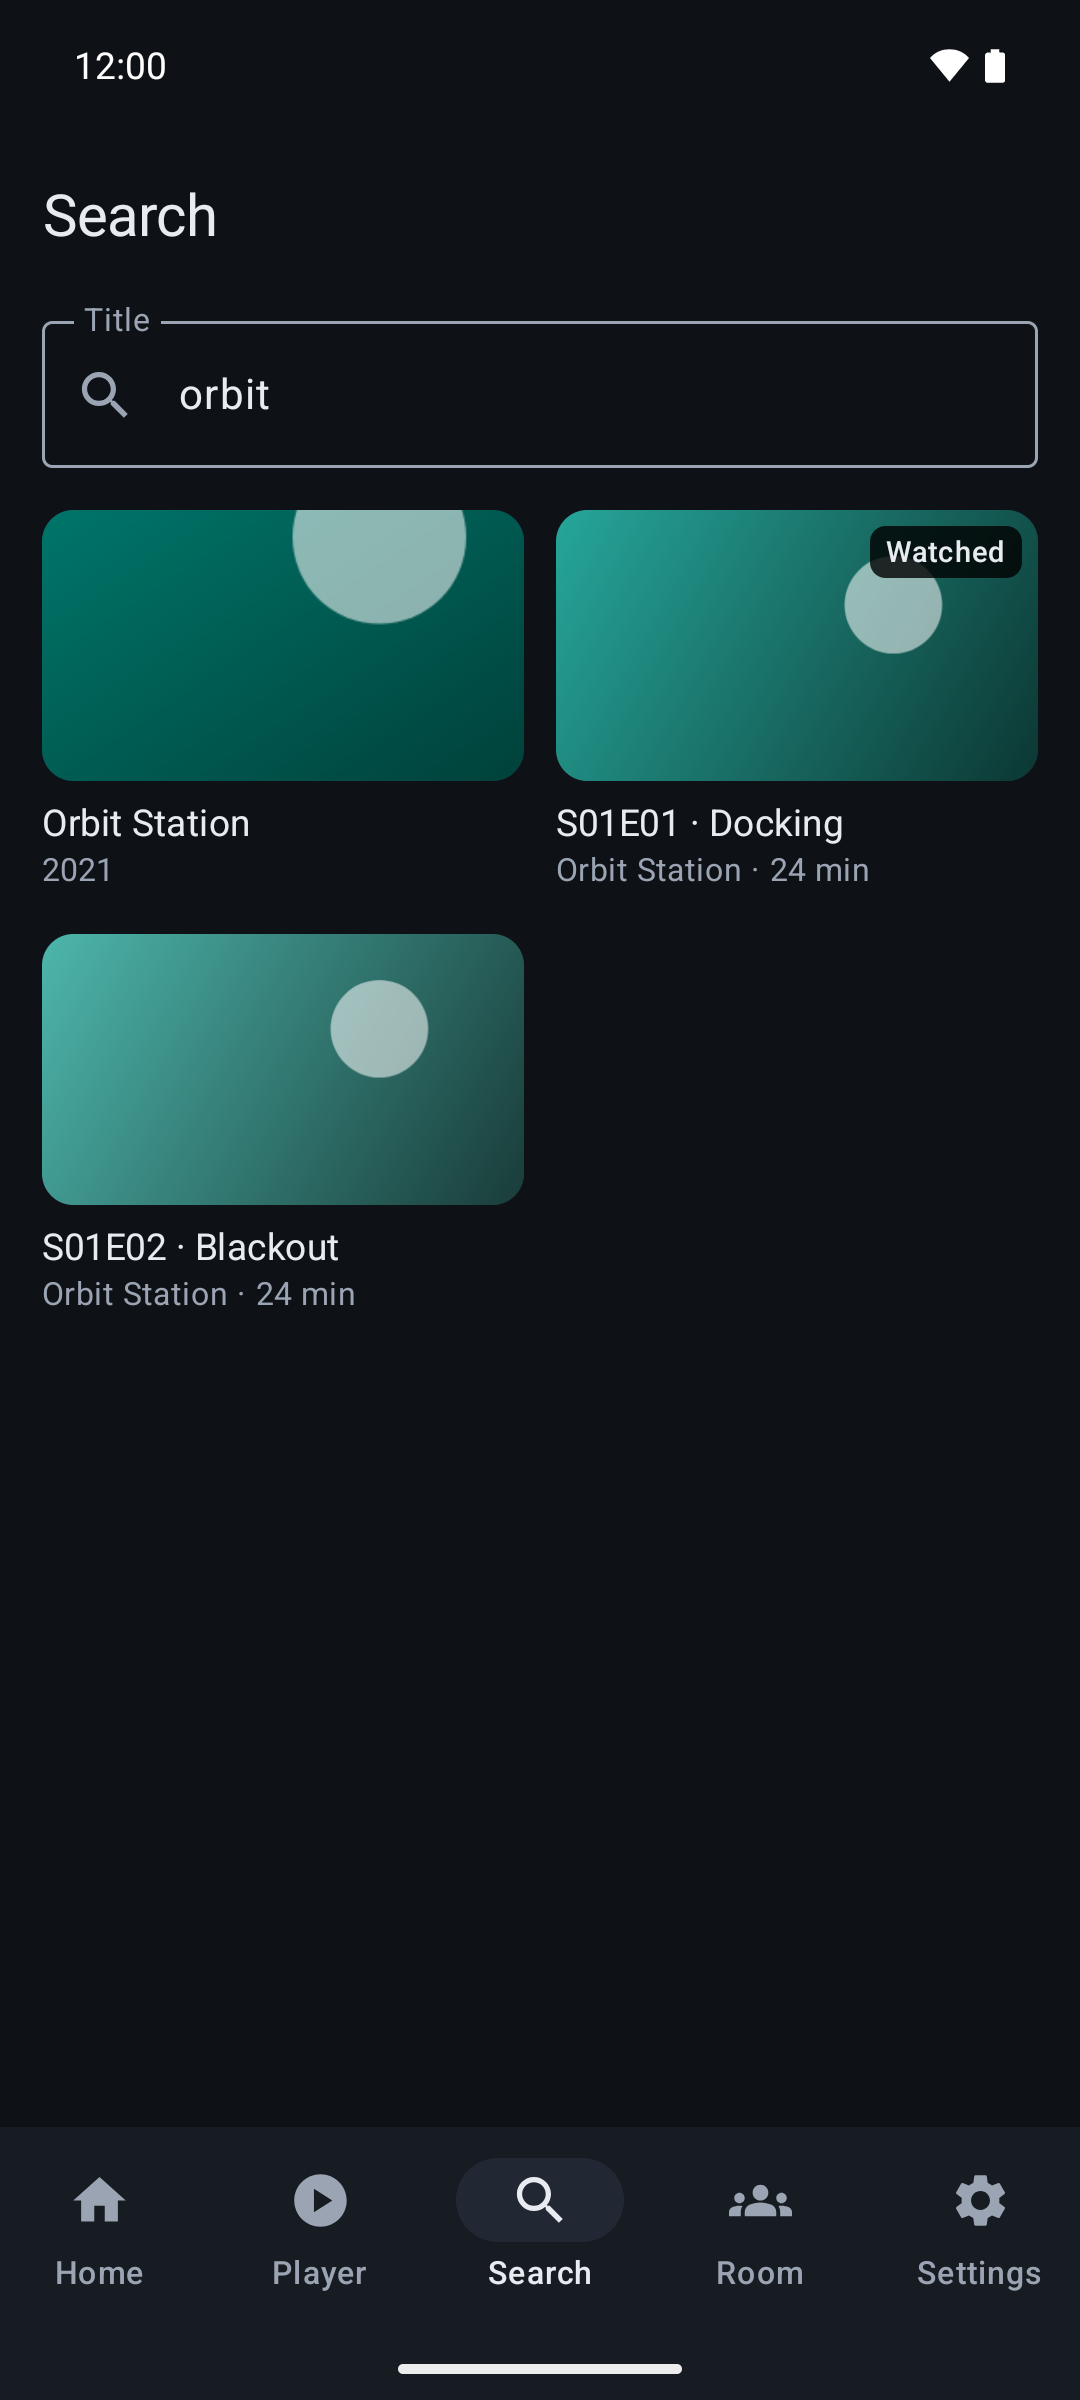 12:00
Search
Title
orbit
Watched
Orbit Station
2021
S01E01 · Docking
Orbit Station · 24 min
S01E02 · Blackout
Orbit Station · 24 min
Home
Player
Search
Room
Settings